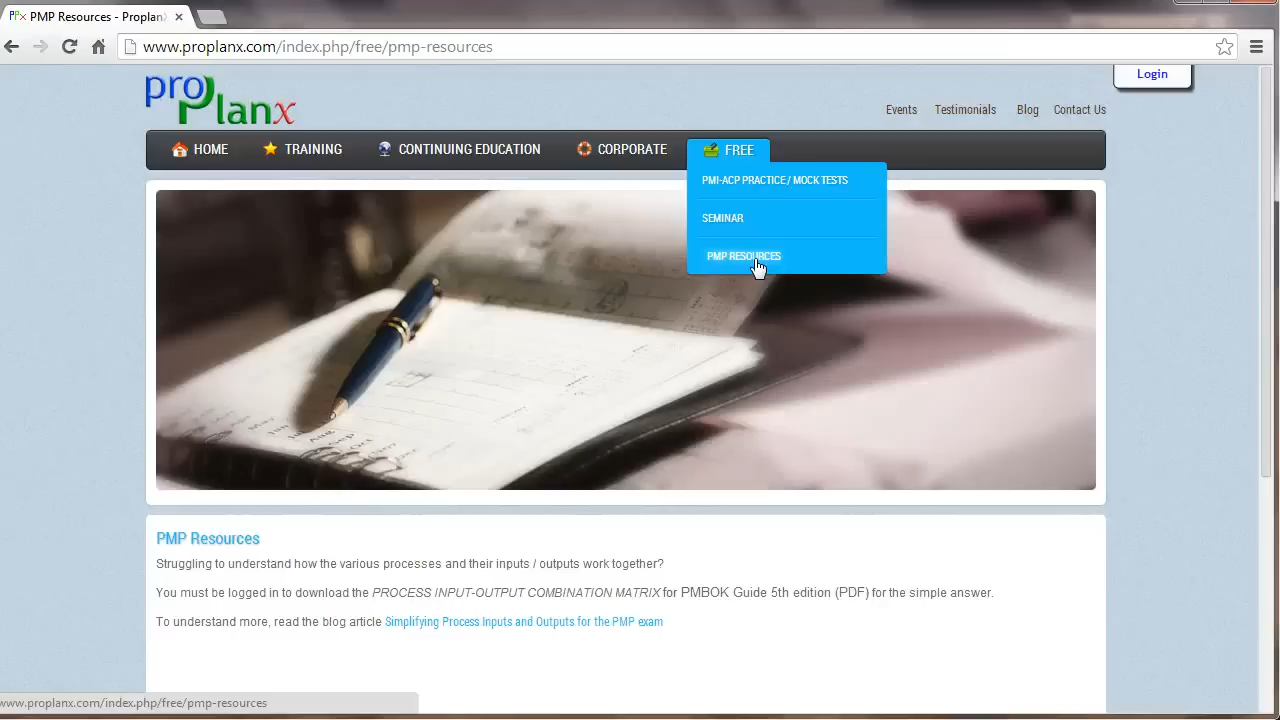 PMP Resources - Proplanx
www.proplanx.com/index.php/free/pmp-resources
Login
proPlanx
Events Testimonials Blog Contact Us
HOME TRAINING CONTINUING EDUCATION CORPORATE FREE
PMI-ACP PRACTICE / MOCK TESTS
SEMINAR
PMP RESOURCES
PMP Resources
Struggling to understand how the various processes and their inputs / outputs work together?
You must be logged in to download the PROCESS INPUT-OUTPUT COMBINATION MATRIX for PMBOK Guide 5th edition (PDF) for the simple answer.
To understand more, read the blog article Simplifying Process Inputs and Outputs for the PMP exam
www.proplanx.com/index.php/free/pmp-resources